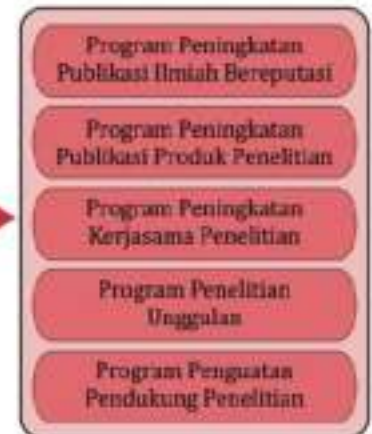 Program Peningkatan
Publikasi Ilmiah Bereputasi
Program Peningkatan
Publikasi Produk Penelitian
Program Peningkatan
Kerjasama Penelitian
Program Penelitian
Unggulan
Program Penguatan
Pendukung Penelitian